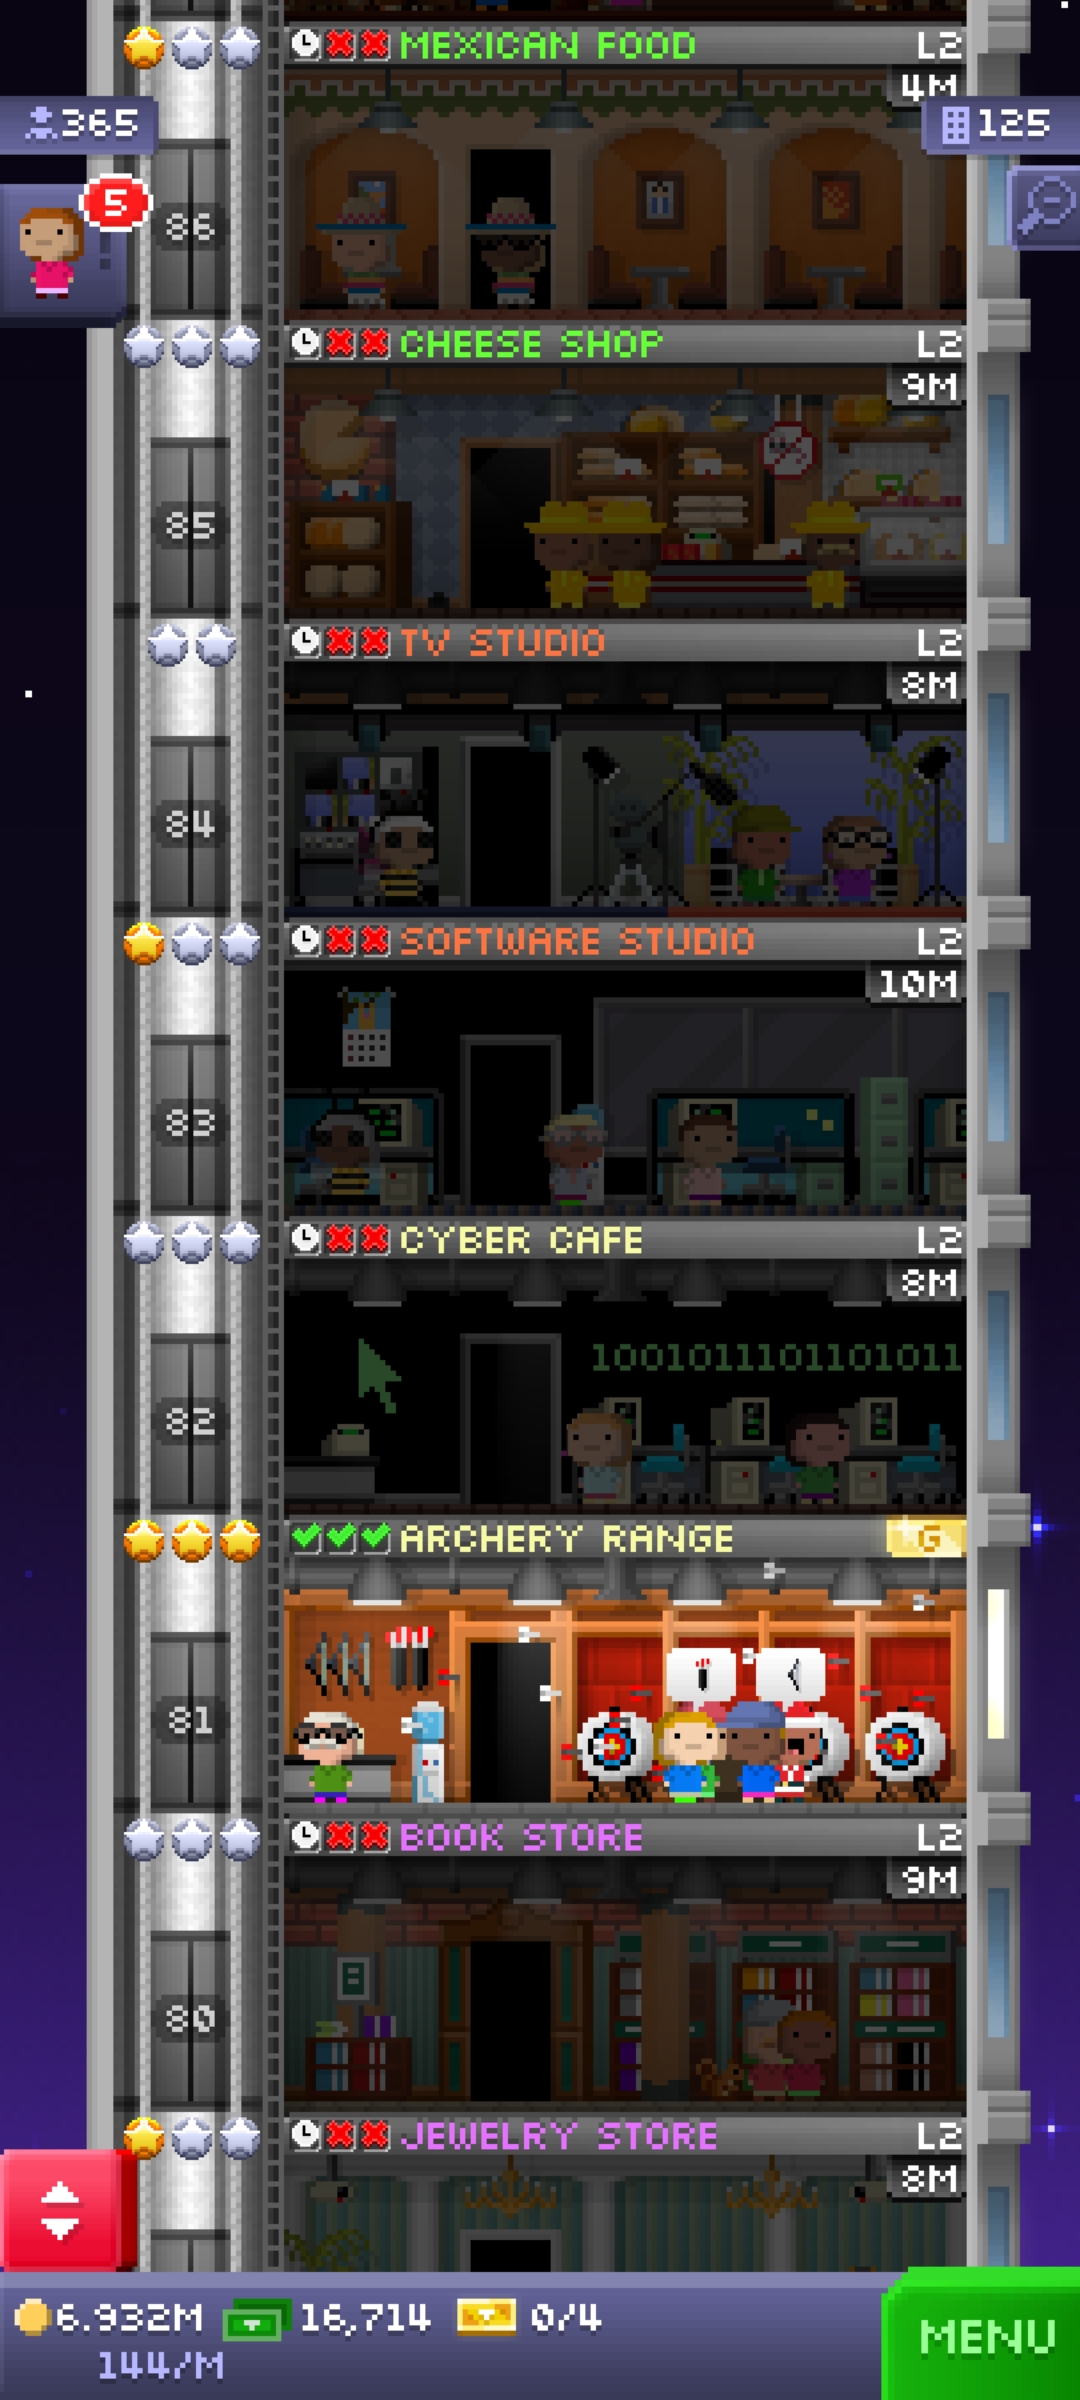 MEXICAN FOOD L2
4M
365
125
5
86
CHEESE SHOP L2
9M
85
TV STUDIO L2
8M
84
SOFTWARE STUDIO L2
10M
83
CYBER CAFE L2
8M
1001011101101011
82
ARCHERY RANGE G
81
BOOK STORE L2
9M
80
JEWELRY STORE L2
8M
6.932M 16,714 0/4
144/M
MENU